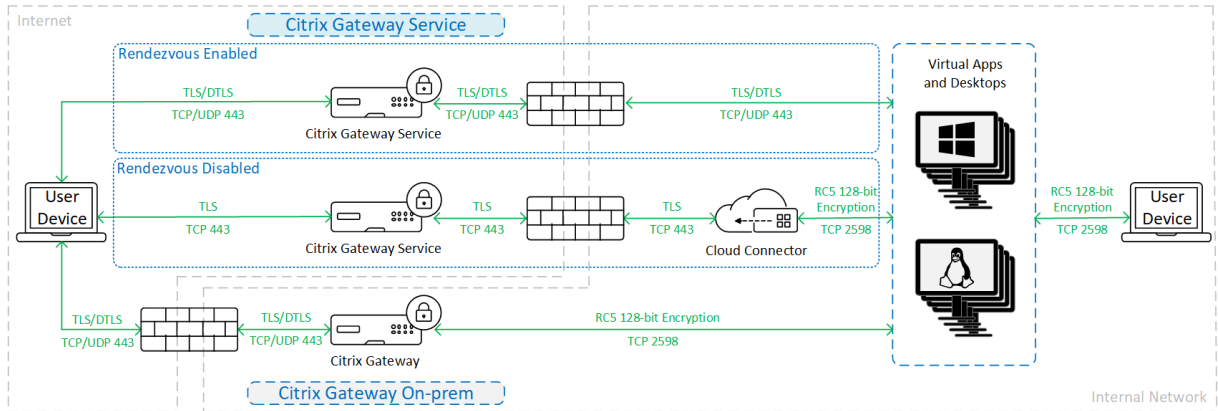 Internet
Citrix Gateway Service
Rendezvous Enabled
TLS/DTLS
TCP/UDP 443
Citrix Gateway Service
TLS/DTLS
TCP/UDP 443
TLS/DTLS
TCP/UDP 443
Virtual Apps
and Desktops
Rendezvous Disabled
User
Device
TLS
TCP 443
Citrix Gateway Service
TLS
TCP 443
TLS
TCP 443
Cloud Connector
RC5 128-bit
Encryption
TCP 2598
RC5 128-bit
Encryption
TCP 2598
User
Device
TLS/DTLS
TCP/UDP 443
TLS/DTLS
TCP/UDP 443
Citrix Gateway
RC5 128-bit Encryption
TCP 2598
Citrix Gateway On-prem
Internal Network